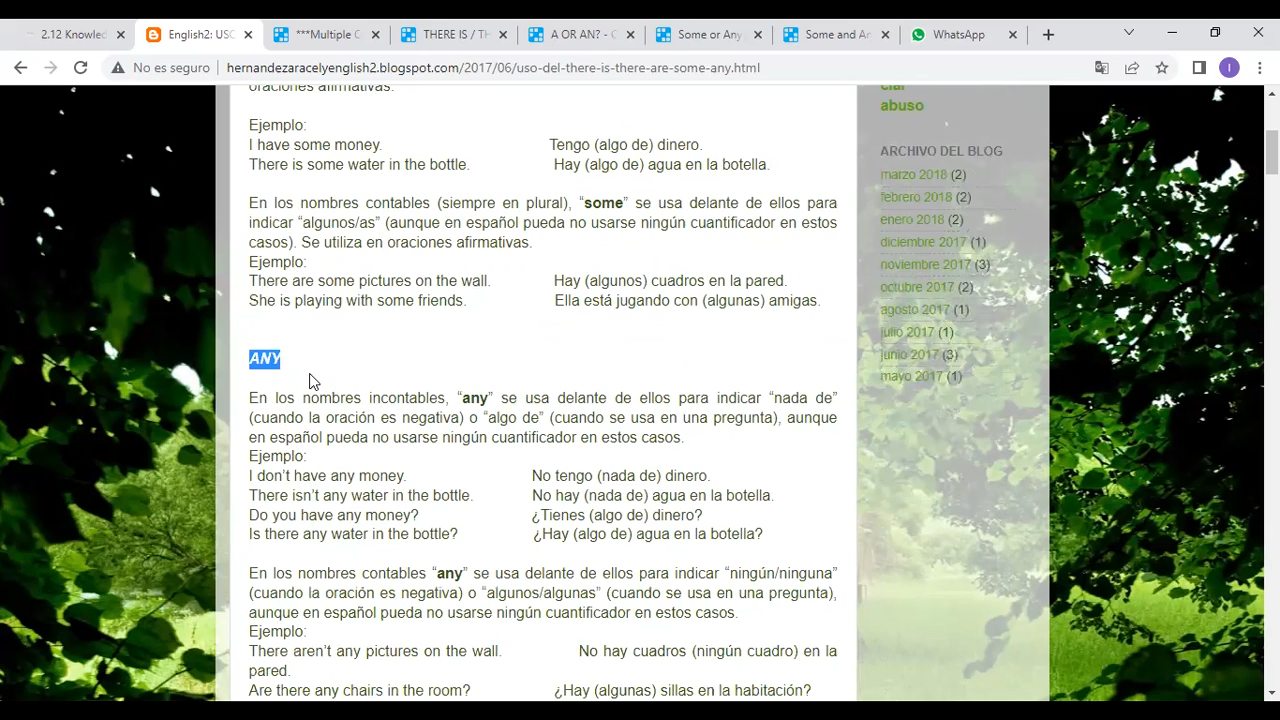 2.12 Knowled
English2: USO
***Multiple C
THERE IS / TH
A OR AN? - C
Some or Any
Some and An
WhatsApp
No es seguro
hernandezaracelyenglish2.blogspot.com/2017/06/uso-del-there-is-there-are-some-any.html
oraciones afirmativas.
Ejemplo:
I have some money. Tengo (algo de) dinero.
There is some water in the bottle. Hay (algo de) agua en la botella.
En los nombres contables (siempre en plural), “some” se usa delante de ellos para
indicar “algunos/as” (aunque en español pueda no usarse ningún cuantificador en estos
casos). Se utiliza en oraciones afirmativas.
Ejemplo:
There are some pictures on the wall. Hay (algunos) cuadros en la pared.
She is playing with some friends. Ella está jugando con (algunas) amigas.
ANY
En los nombres incontables, “any” se usa delante de ellos para indicar “nada de”
(cuando la oración es negativa) o “algo de” (cuando se usa en una pregunta), aunque
en español pueda no usarse ningún cuantificador en estos casos.
Ejemplo:
I don’t have any money. No tengo (nada de) dinero.
There isn’t any water in the bottle. No hay (nada de) agua en la botella.
Do you have any money? ¿Tienes (algo de) dinero?
Is there any water in the bottle? ¿Hay (algo de) agua en la botella?
En los nombres contables “any” se usa delante de ellos para indicar “ningún/ninguna”
(cuando la oración es negativa) o “algunos/algunas” (cuando se usa en una pregunta),
aunque en español pueda no usarse ningún cuantificador en estos casos.
Ejemplo:
There aren’t any pictures on the wall. No hay cuadros (ningún cuadro) en la
pared.
Are there any chairs in the room? ¿Hay (algunas) sillas en la habitación?
ciar
abuso
ARCHIVO DEL BLOG
marzo 2018 (2)
febrero 2018 (2)
enero 2018 (2)
diciembre 2017 (1)
noviembre 2017 (3)
octubre 2017 (2)
agosto 2017 (1)
julio 2017 (1)
junio 2017 (3)
mayo 2017 (1)